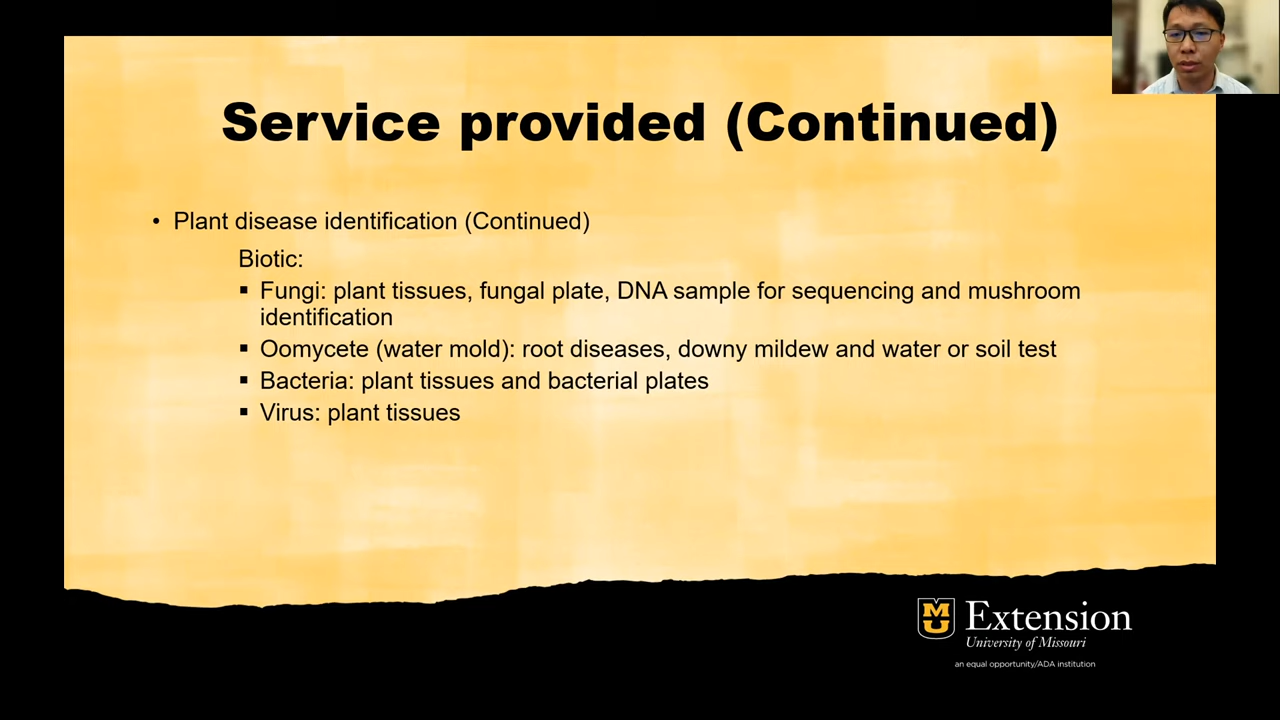 Service provided (Continued)
• Plant disease identification (Continued)
Biotic:
▪ Fungi: plant tissues, fungal plate, DNA sample for sequencing and mushroom
identification
▪ Oomycete (water mold): root diseases, downy mildew and water or soil test
▪ Bacteria: plant tissues and bacterial plates
▪ Virus: plant tissues
MU Extension
University of Missouri
an equal opportunity/ADA institution